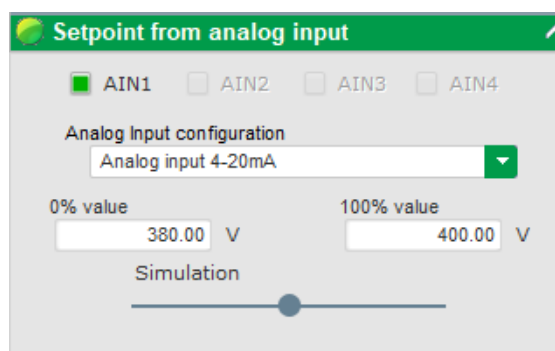 Setpoint from analog input
AIN1 AIN2 AIN3 AIN4
Analog Input configuration
Analog input 4-20mA
0% value 100% value
380.00 V 400.00 V
Simulation